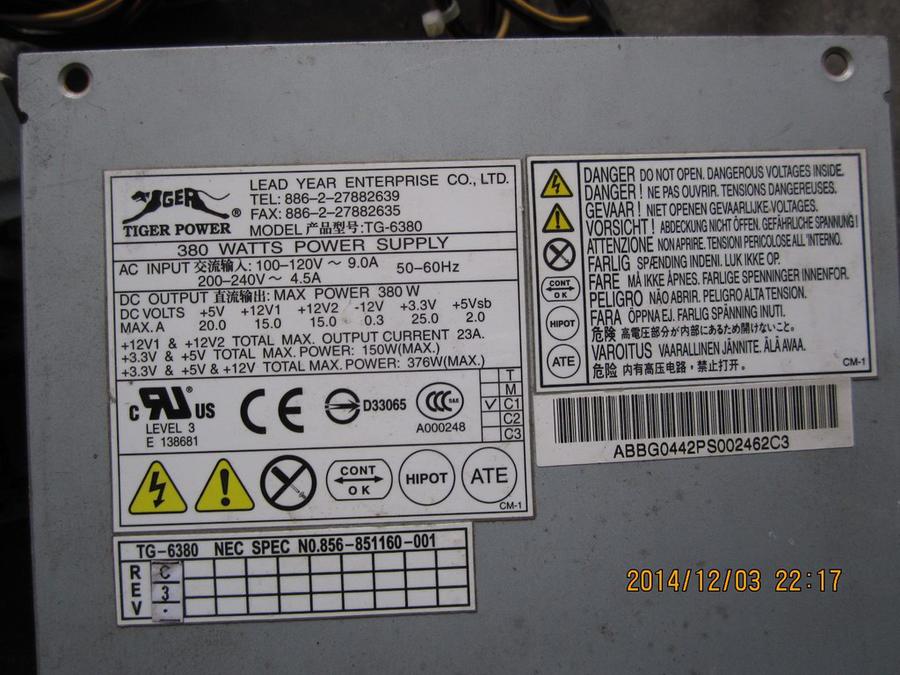 TIGER
®
TIGER POWER
LEAD YEAR ENTERPRISE CO., LTD.
TEL: 886-2-27882639
FAX: 886-2-27882635
MODEL 产品型号:TG-6380
380 WATTS POWER SUPPLY
AC INPUT 交流输入: 100-120V ～ 9.0A 50-60Hz
200-240V ～ 4.5A
DC OUTPUT 直流输出: MAX POWER 380 W
DC VOLTS +5V +12V1 +12V2 -12V +3.3V +5Vsb
MAX. A 20.0 15.0 15.0 0.3 25.0 2.0
+12V1 & +12V2 TOTAL MAX. OUTPUT CURRENT 23A.
+3.3V & +5V TOTAL MAX. POWER: 150W(MAX.)
+3.3V & +5V & +12V TOTAL MAX. POWER: 376W(MAX.)
T
M
✓ C1
C2
C3
c RU® US
LEVEL 3
E 138681
CE
D33065
CCC S&E
A000248
CONT OK
HIPOT
ATE
CM-1
TG-6380 NEC SPEC N0.856-851160-001
REV
C
3
.
DANGER DO NOT OPEN. DANGEROUS VOLTAGES INSIDE.
DANGER! NE PAS OUVRIR. TENSIONS DANGEREUSES.
GEVAAR! NIET OPENEN GEVAARLIJKE VOLTAGES.
VORSICHT! ABDECKUNG NICHT ÖFFEN. GEFÄHRLICHE SPANNUNG!
ATTENZIONE NON APRIRE. TENSIONI PERICOLOSE ALL'INTERNO.
FARLIG SPÆNDING INDENI. LUK IKKE OP.
FARE MÅ IKKE ÅPNES. FARLIGE SPENNINGER INNENFOR.
PELIGRO NÃO ABRIR. PELIGRO ALTA TENSION.
FARA ÖPPNA EJ. FARLIG SPÄNNING INUTI.
危険 高電圧部分が内部にあるため開けないこと。
VAROITUS VAARALLINEN JÄNNITE. ÄLÄ AVAA.
危险 内有高压电路，禁止打开。
CONT OK
HIPOT
ATE
CM-1
ABBG0442PS002462C3
2014/12/03 22:17